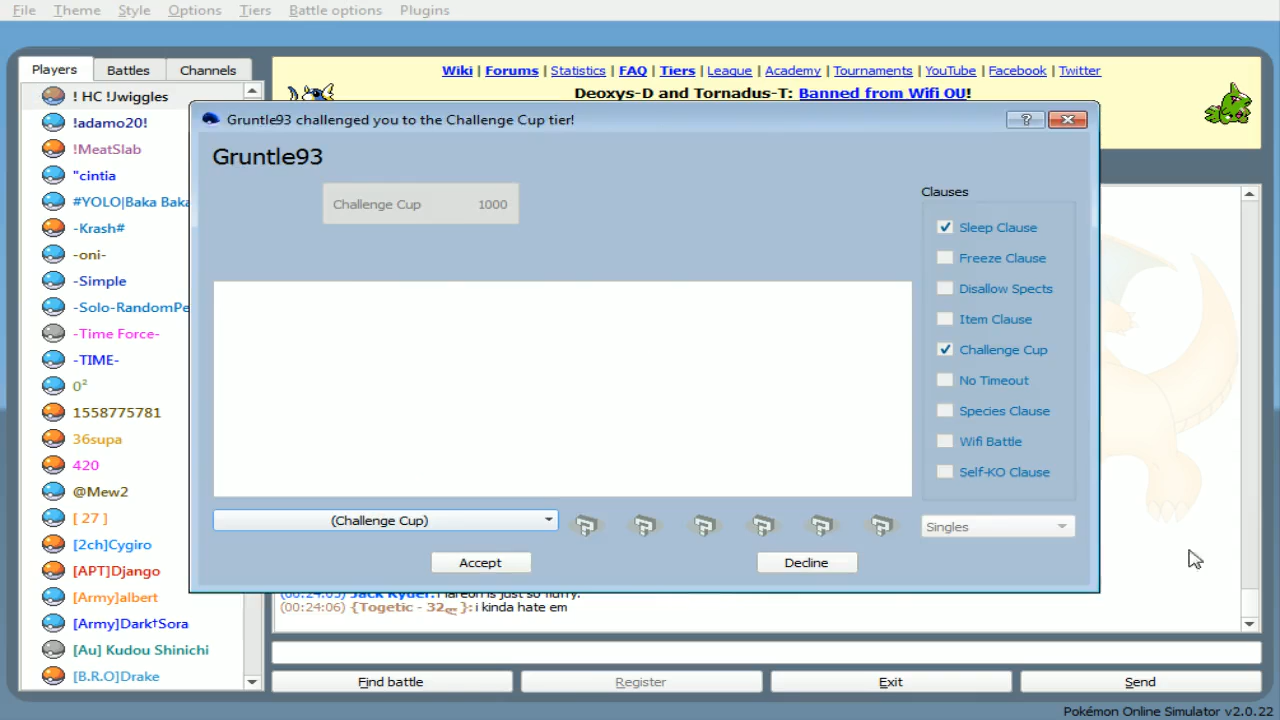 File Theme Style Options Tiers Battle options Plugins
Players Battles Channels
Wiki | Forums | Statistics | FAQ | Tiers | League | Academy | Tournaments | YouTube | Facebook | Twitter
Deoxys-D and Tornadus-T: Banned from Wifi OU!
! HC !Jwiggles
!adamo20!
!MeatSlab
"cintia
#YOLO|Baka Baka
-Krash#
-oni-
-Simple
-Solo-RandomPe
-Time Force-
-TIME-
0²
1558775781
36supa
420
@Mew2
[ 27 ]
[2ch]Cygiro
[APT]Django
[Army]albert
[Army]Dark†Sora
[Au] Kudou Shinichi
[B.R.O]Drake
Gruntle93 challenged you to the Challenge Cup tier!
Gruntle93
Challenge Cup 1000
Clauses
Sleep Clause
Freeze Clause
Disallow Spects
Item Clause
Challenge Cup
No Timeout
Species Clause
Wifi Battle
Self-KO Clause
(Challenge Cup)
Singles
Accept Decline
(00:24:05) Jack Ryder: Flareon is just so fluffy.
(00:24:06) {Togetic - 32ლ}: i kinda hate em
Find battle Register Exit Send
Pokémon Online Simulator v2.0.22